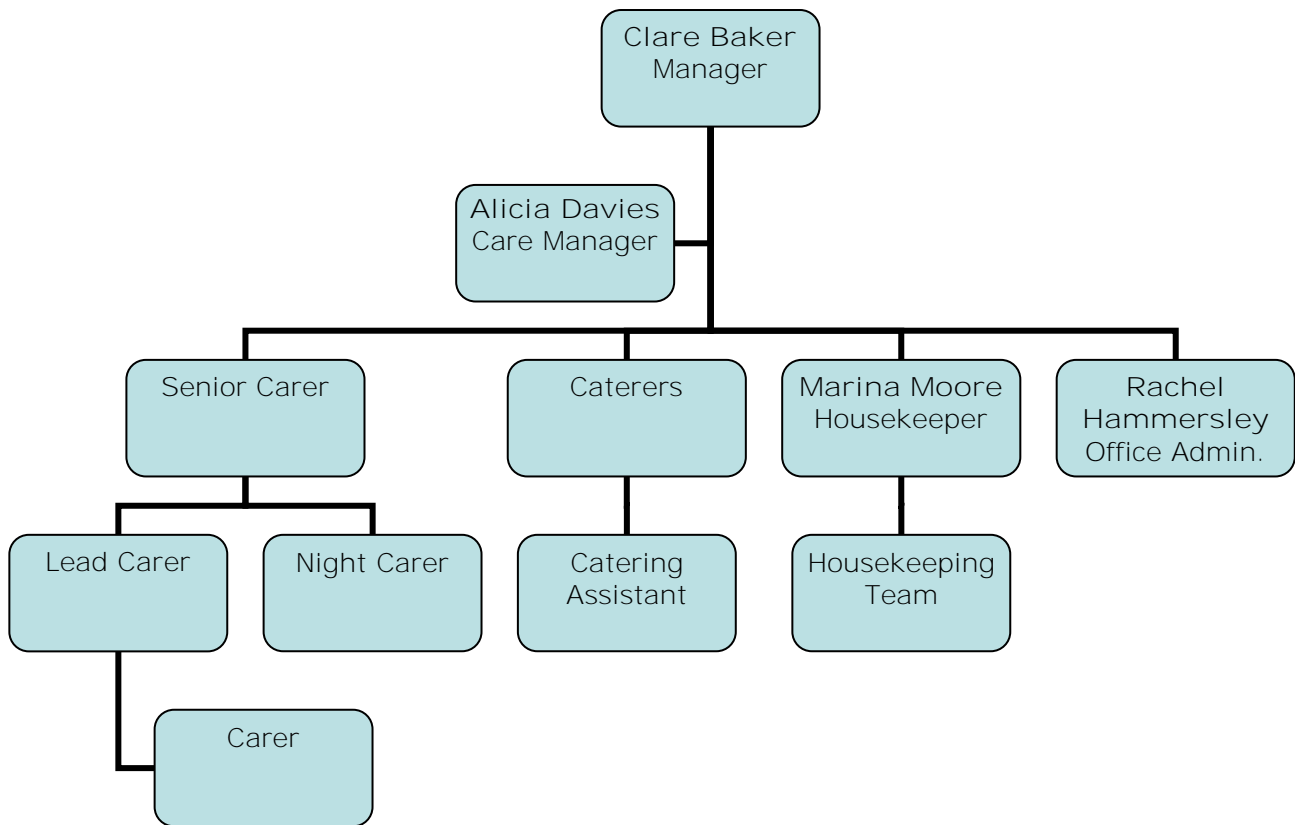 Clare Baker
Manager
Alicia Davies
Care Manager
Senior Carer
Caterers
Marina Moore
Housekeeper
Rachel
Hammersley
Office Admin.
Lead Carer
Night Carer
Catering
Assistant
Housekeeping
Team
Carer